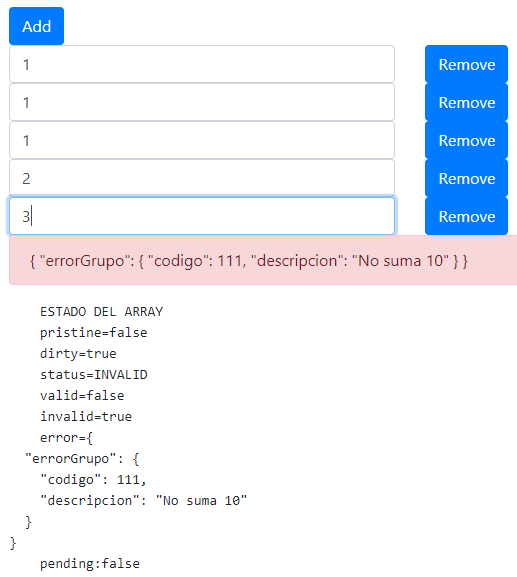 Add
1 Remove
1 Remove
1 Remove
2 Remove
3 Remove
{ "errorGrupo": { "codigo": 111, "descripcion": "No suma 10" } }
ESTADO DEL ARRAY
pristine=false
dirty=true
status=INVALID
valid=false
invalid=true
error={
"errorGrupo": {
"codigo": 111,
"descripcion": "No suma 10"
}
}
pending:false